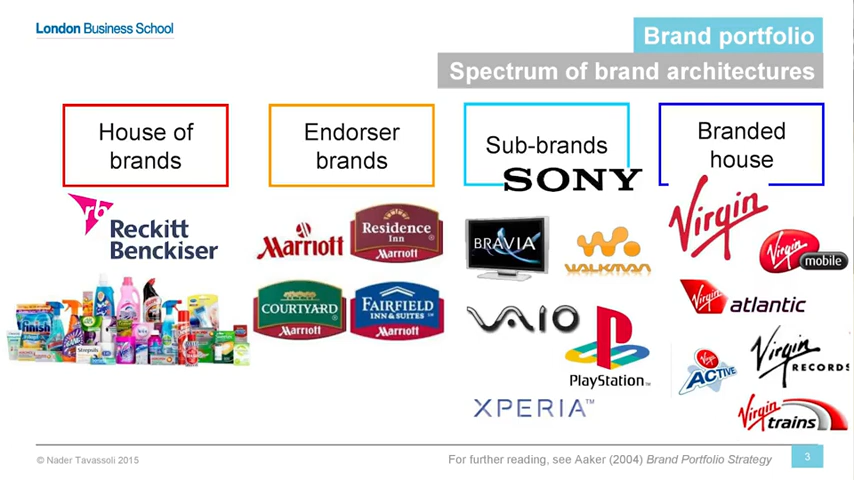 London Business School
Brand portfolio
Spectrum of brand architectures
House of
brands
Endorser
brands
Sub-brands
Branded
house
rb
Reckitt
Benckiser
finish
Marriott
Residence
Inn
Marriott
COURTYARD
Marriott
FAIRFIELD
INN & SUITES
Marriott
SONY
BRAVIA
WALKMAN
VAIO
PlayStation
XPERIA™
Virgin
Virgin
mobile
Virgin
atlantic
Virgin
ACTIVE
Virgin
RECORDS
Virgin
trains
© Nader Tavassoli 2015
For further reading, see Aaker (2004) Brand Portfolio Strategy
3